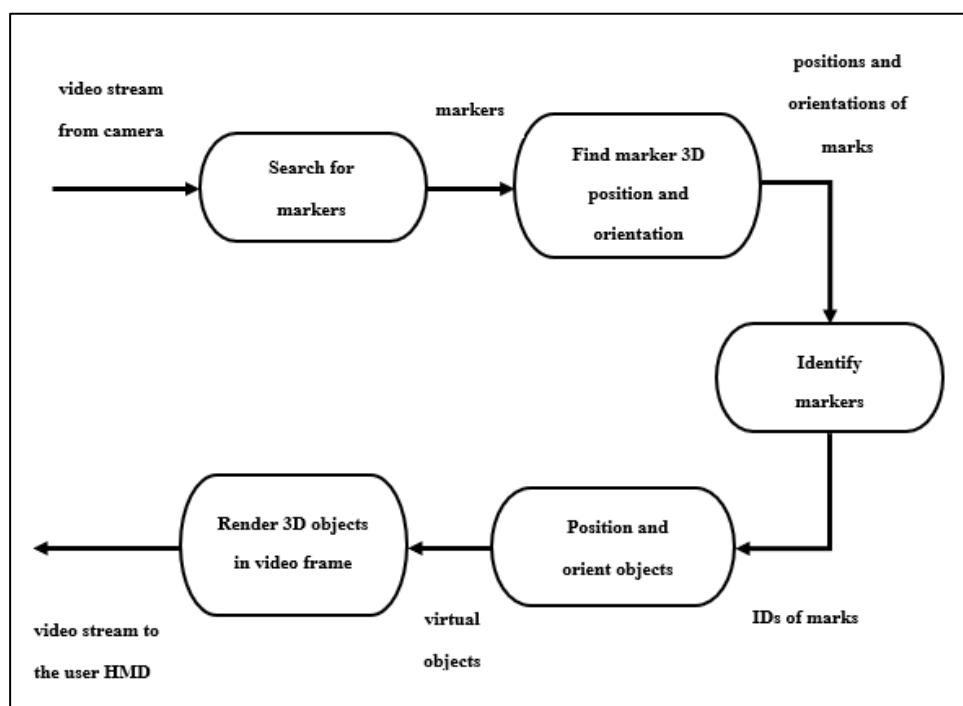 video stream
from camera
Search for
markers
markers
Find marker 3D
position and
orientation
positions and
orientations of
marks
Identify
markers
IDs of marks
Position and
orient objects
virtual
objects
Render 3D objects
in video frame
video stream to
the user HMD